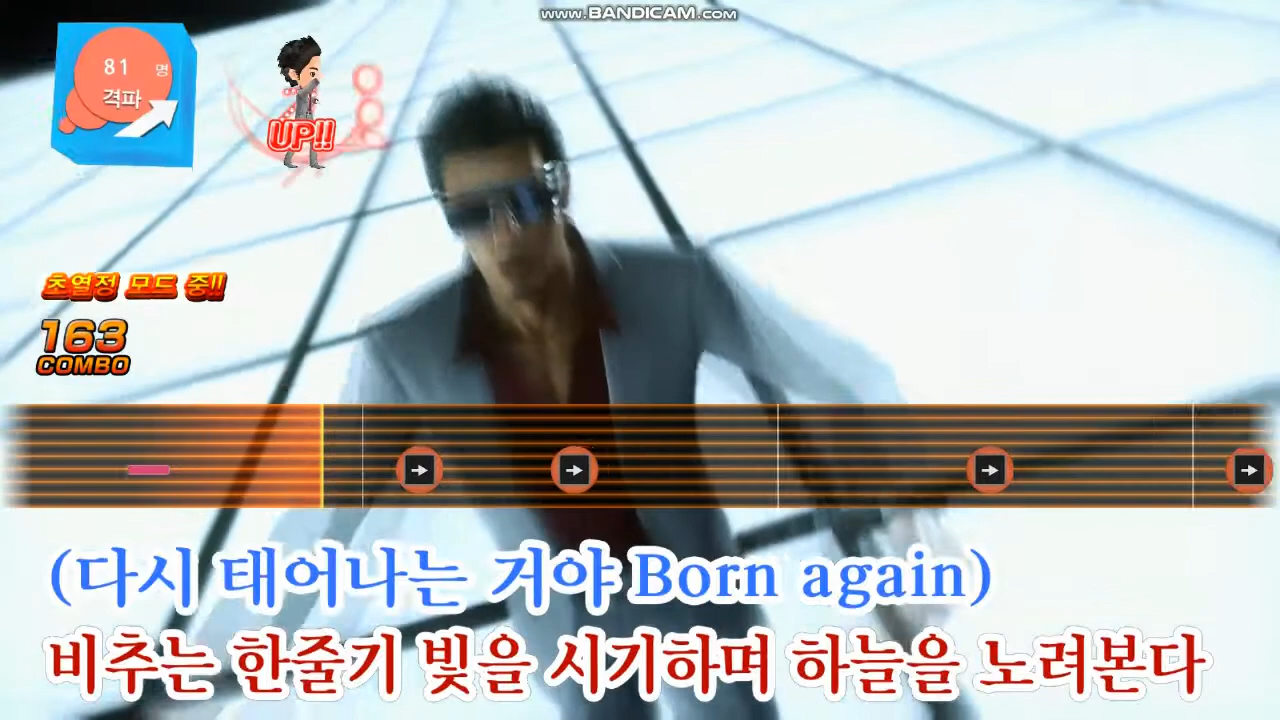 www.BANDICAM.com
81 명
격파
UP!!
초열정 모드 중!!
163
COMBO
(다시 태어나는 거야 Born again)
비추는 한줄기 빛을 시기하며 하늘을 노려본다